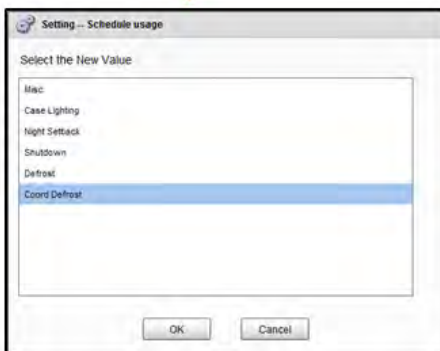 Setting -- Schedule usage
Select the New Value
Misc
Case Lighting
Night Setback
Shutdown
Defrost
Coord Defrost
OK
Cancel